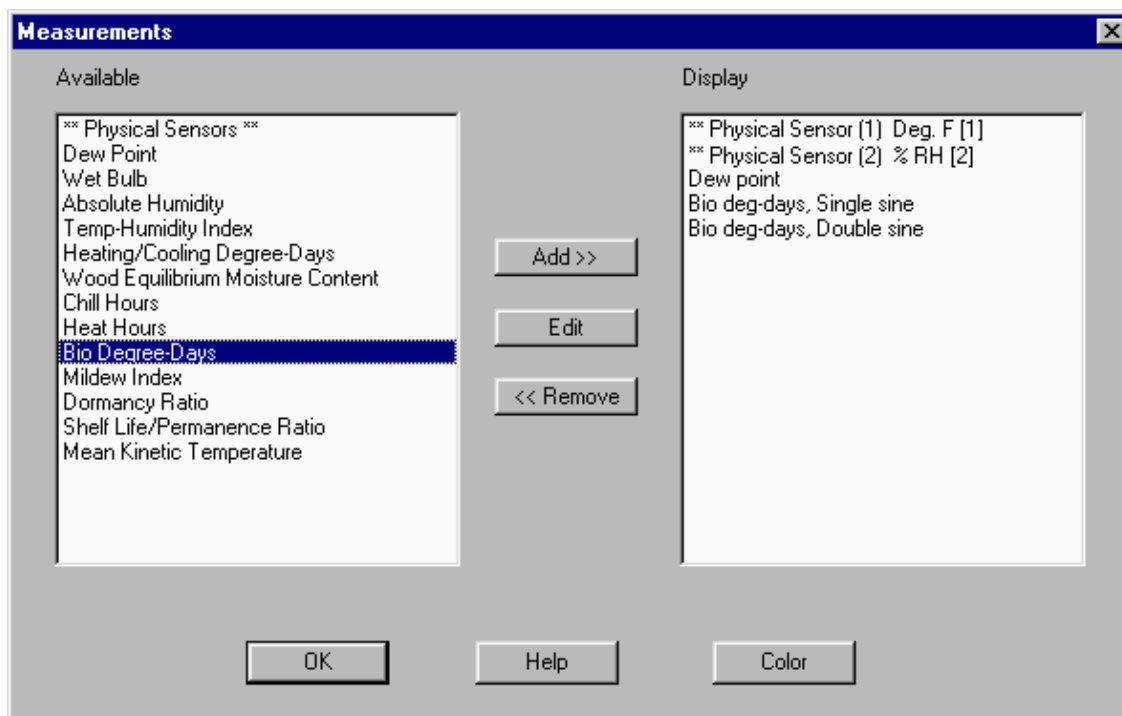 Measurements
Available
** Physical Sensors **
Dew Point
Wet Bulb
Absolute Humidity
Temp-Humidity Index
Heating/Cooling Degree-Days
Wood Equilibrium Moisture Content
Chill Hours
Heat Hours
Bio Degree-Days
Mildew Index
Dormancy Ratio
Shelf Life/Permanence Ratio
Mean Kinetic Temperature
Add >>
Edit
<< Remove
Display
** Physical Sensor (1) Deg. F [1]
** Physical Sensor (2) % RH [2]
Dew point
Bio deg-days, Single sine
Bio deg-days, Double sine
OK
Help
Color